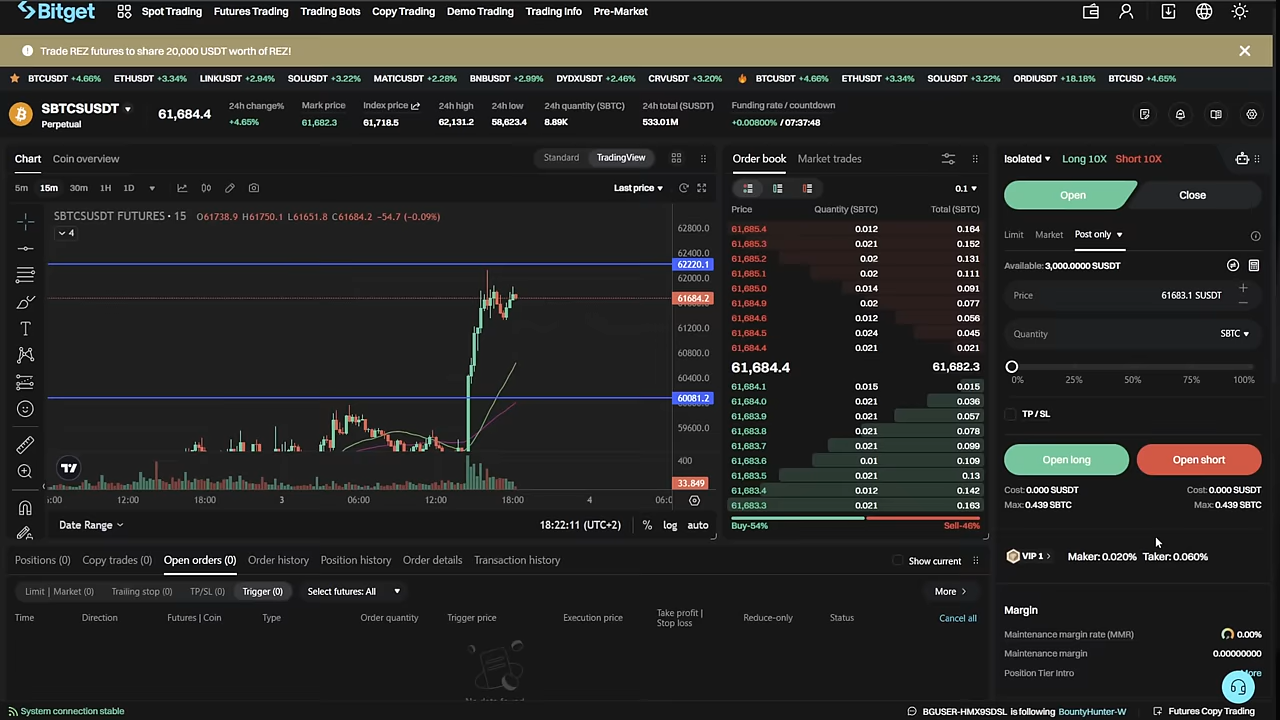 Bitget
Spot Trading Futures Trading Trading Bots Copy Trading Demo Trading Trading Info Pre-Market
Trade REZ futures to share 20,000 USDT worth of REZ!
BTCUSDT +4.66% ETHUSDT +3.34% LINKUSDT +2.94% SOLUSDT +3.22% MATICUSDT +2.28% BNBUSDT +2.99% DYDXUSDT +2.46% CRVUSDT +3.20% BTCUSDT +4.66% ETHUSDT +3.34% SOLUSDT +3.22% ORDIUSDT +18.18% BTCUSD +4.65%
SBTCSUSDT 61,684.4 24h change% Mark price Index price 24h high 24h low 24h quantity (SBTC) 24h total (SUSDT) Funding rate / countdown
Perpetual +4.65% 61,682.3 61,718.5 62,131.2 58,623.4 8.89K 533.01M +0.00800% / 07:37:48
Chart Coin overview Standard TradingView
5m 15m 30m 1H 1D Last price
SBTCSUSDT FUTURES · 15 O61738.9 H61750.1 L61651.8 C61684.2 −54.7 (−0.09%)
4
62800.0
62400.0
62220.1
62000.0
61684.2
61200.0
60800.0
60400.0
60081.2
59600.0
400
33.849
:00 12:00 18:00 3 06:00 12:00 18:00 4 06:0
Date Range 18:22:11 (UTC+2) % log auto
Order book Market trades
0.1
Price Quantity (SBTC) Total (SBTC)
61,685.4 0.012 0.164
61,685.3 0.021 0.152
61,685.2 0.02 0.131
61,685.1 0.02 0.111
61,685.0 0.014 0.091
61,684.9 0.02 0.077
61,684.6 0.012 0.056
61,684.5 0.024 0.045
61,684.4 0.021 0.021
61,684.4 61,682.3
61,684.1 0.015 0.015
61,684.0 0.021 0.036
61,683.9 0.021 0.057
61,683.8 0.021 0.078
61,683.7 0.021 0.099
61,683.6 0.01 0.109
61,683.5 0.021 0.13
61,683.4 0.012 0.142
61,683.3 0.021 0.163
Buy-54% Sell-46%
Isolated Long 10X Short 10X
Open Close
Limit Market Post only
Available: 3,000.0000 SUSDT
Price 61683.1 SUSDT
Quantity SBTC
0% 25% 50% 75% 100%
TP / SL
Open long Open short
Cost: 0.000 SUSDT Cost: 0.000 SUSDT
Max: 0.439 SBTC Max: 0.439 SBTC
VIP 1 Maker: 0.020% Taker: 0.060%
Margin
Maintenance margin rate (MMR) 0.00%
Maintenance margin 0.00000000
Position Tier Intro More
Positions (0) Copy trades (0) Open orders (0) Order history Position history Order details Transaction history Show current
Limit | Market (0) Trailing stop (0) TP/SL (0) Trigger (0) Select futures: All More
Time Direction Futures | Coin Type Order quantity Trigger price Execution price Take profit | Stop loss Reduce-only Status Cancel all
System connection stable BGUSER-HMX9SDSL is following BountyHunter-W Futures Copy Trading